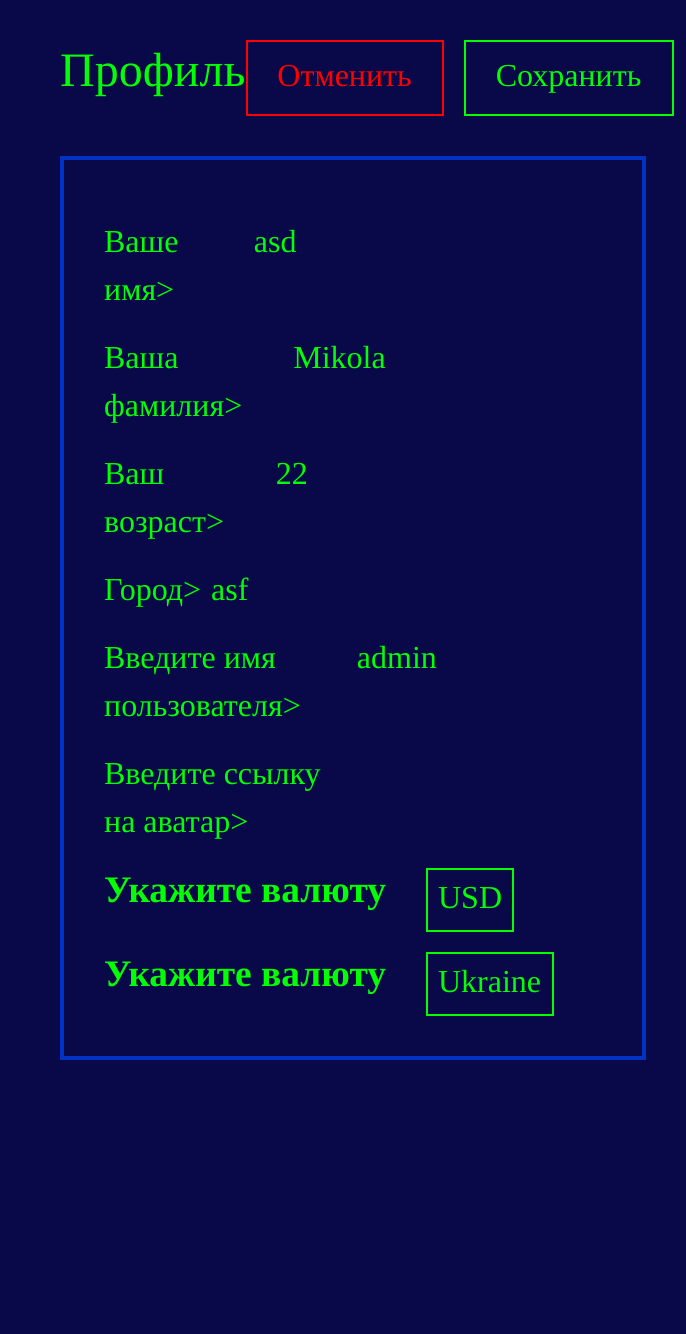 Профиль Отменить Сохранить
Ваше asd
имя>
Ваша Mikola
фамилия>
Ваш 22
возраст>
Город> asf
Введите имя admin
пользователя>
Введите ссылку
на аватар>
Укажите валюту USD
Укажите валюту Ukraine